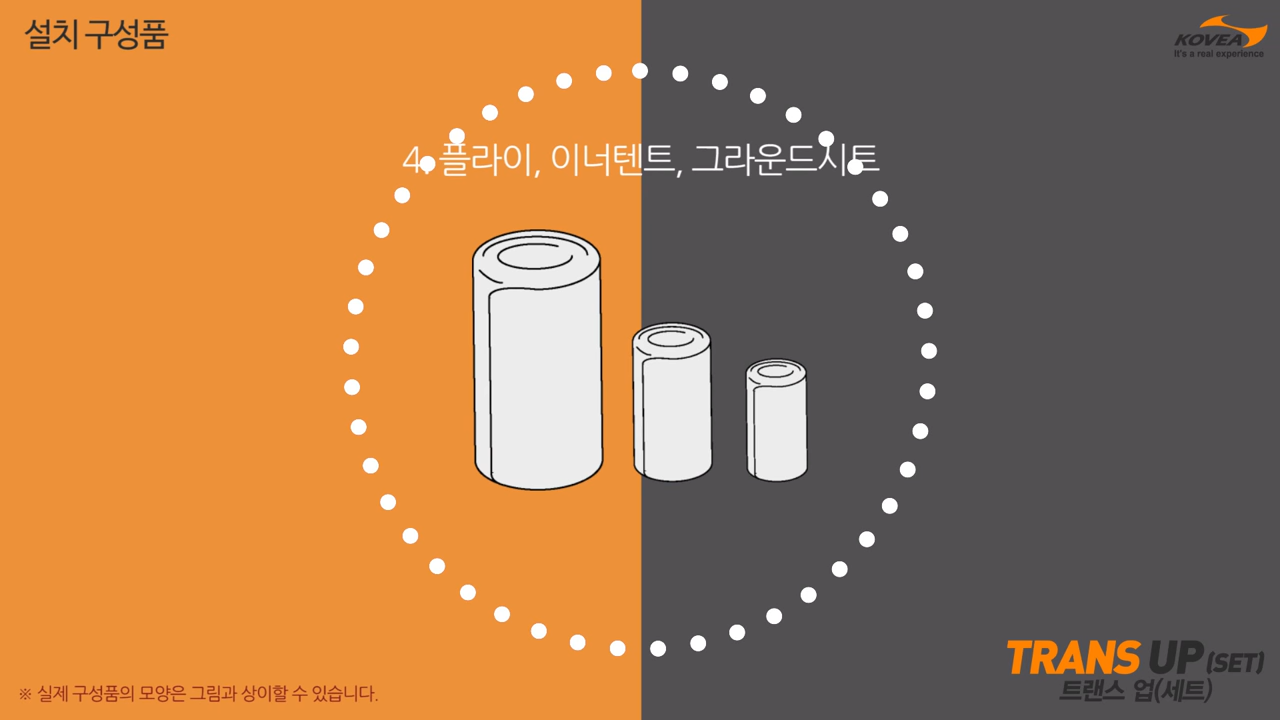 설치 구성품
KOVEA
It's a real experience
4. 플라이, 이너텐트, 그라운드시트
TRANS UP (SET)
트랜스 업(세트)
※ 실제 구성품의 모양은 그림과 상이할 수 있습니다.